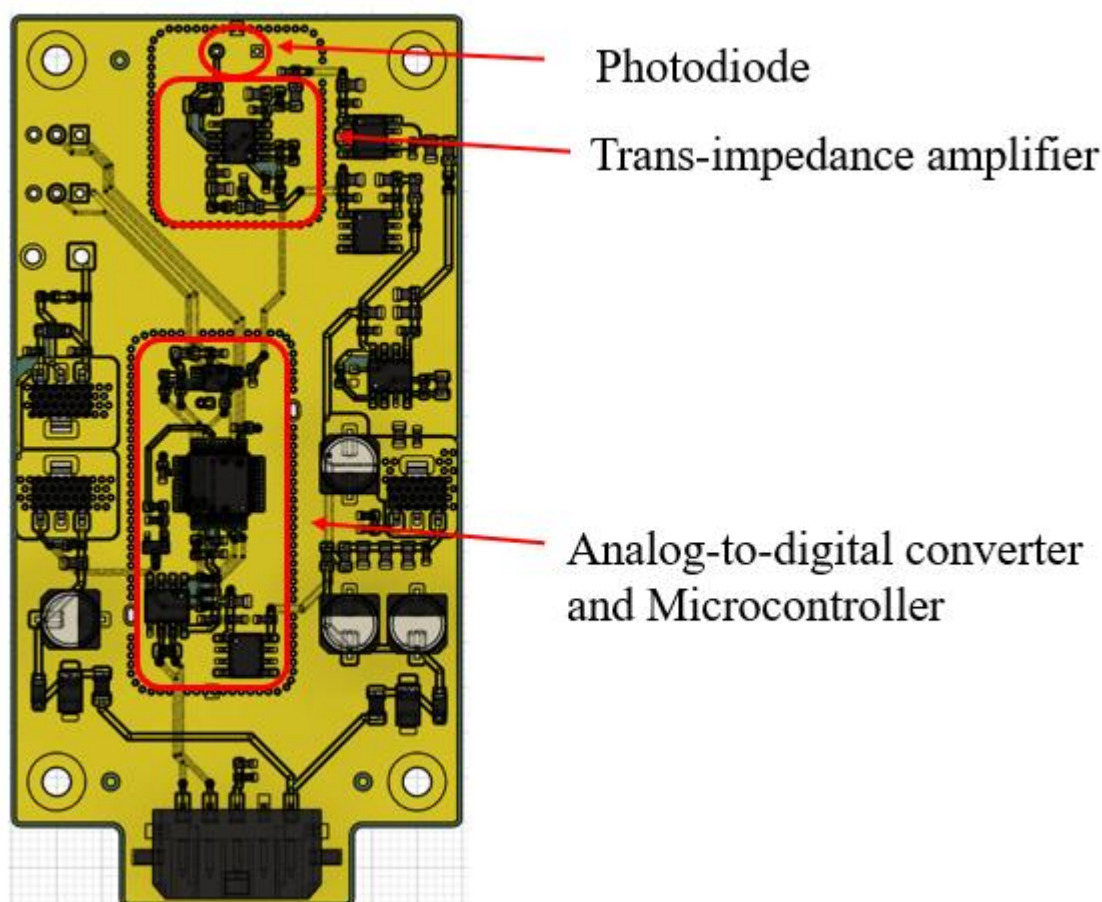 Photodiode
Trans-impedance amplifier
Analog-to-digital converter
and Microcontroller